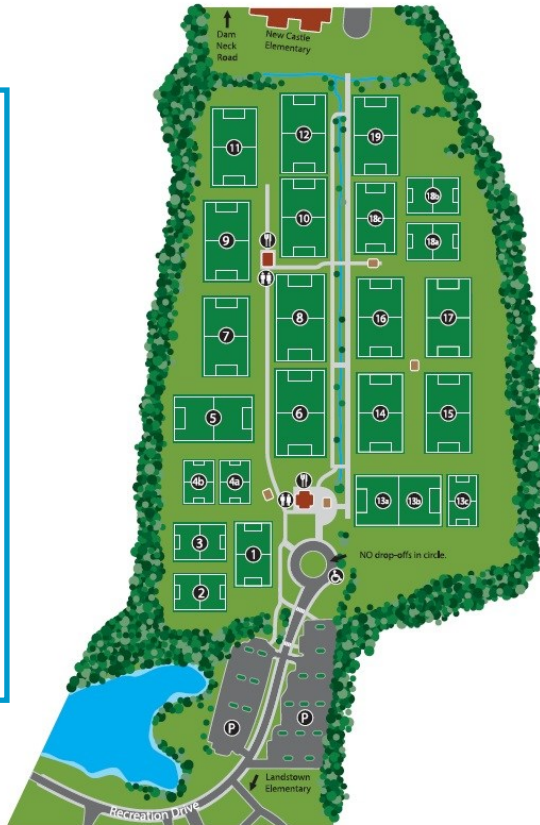 Dam
Neck
Road
New Castle
Elementary
11
12
19
18b
10
18c
9
18a
8
16
17
7
6
14
15
5
4b
4a
13a
13b
13c
3
1
NO drop-offs in circle.
2
P
P
Landstown
Elementary
Recreation Drive